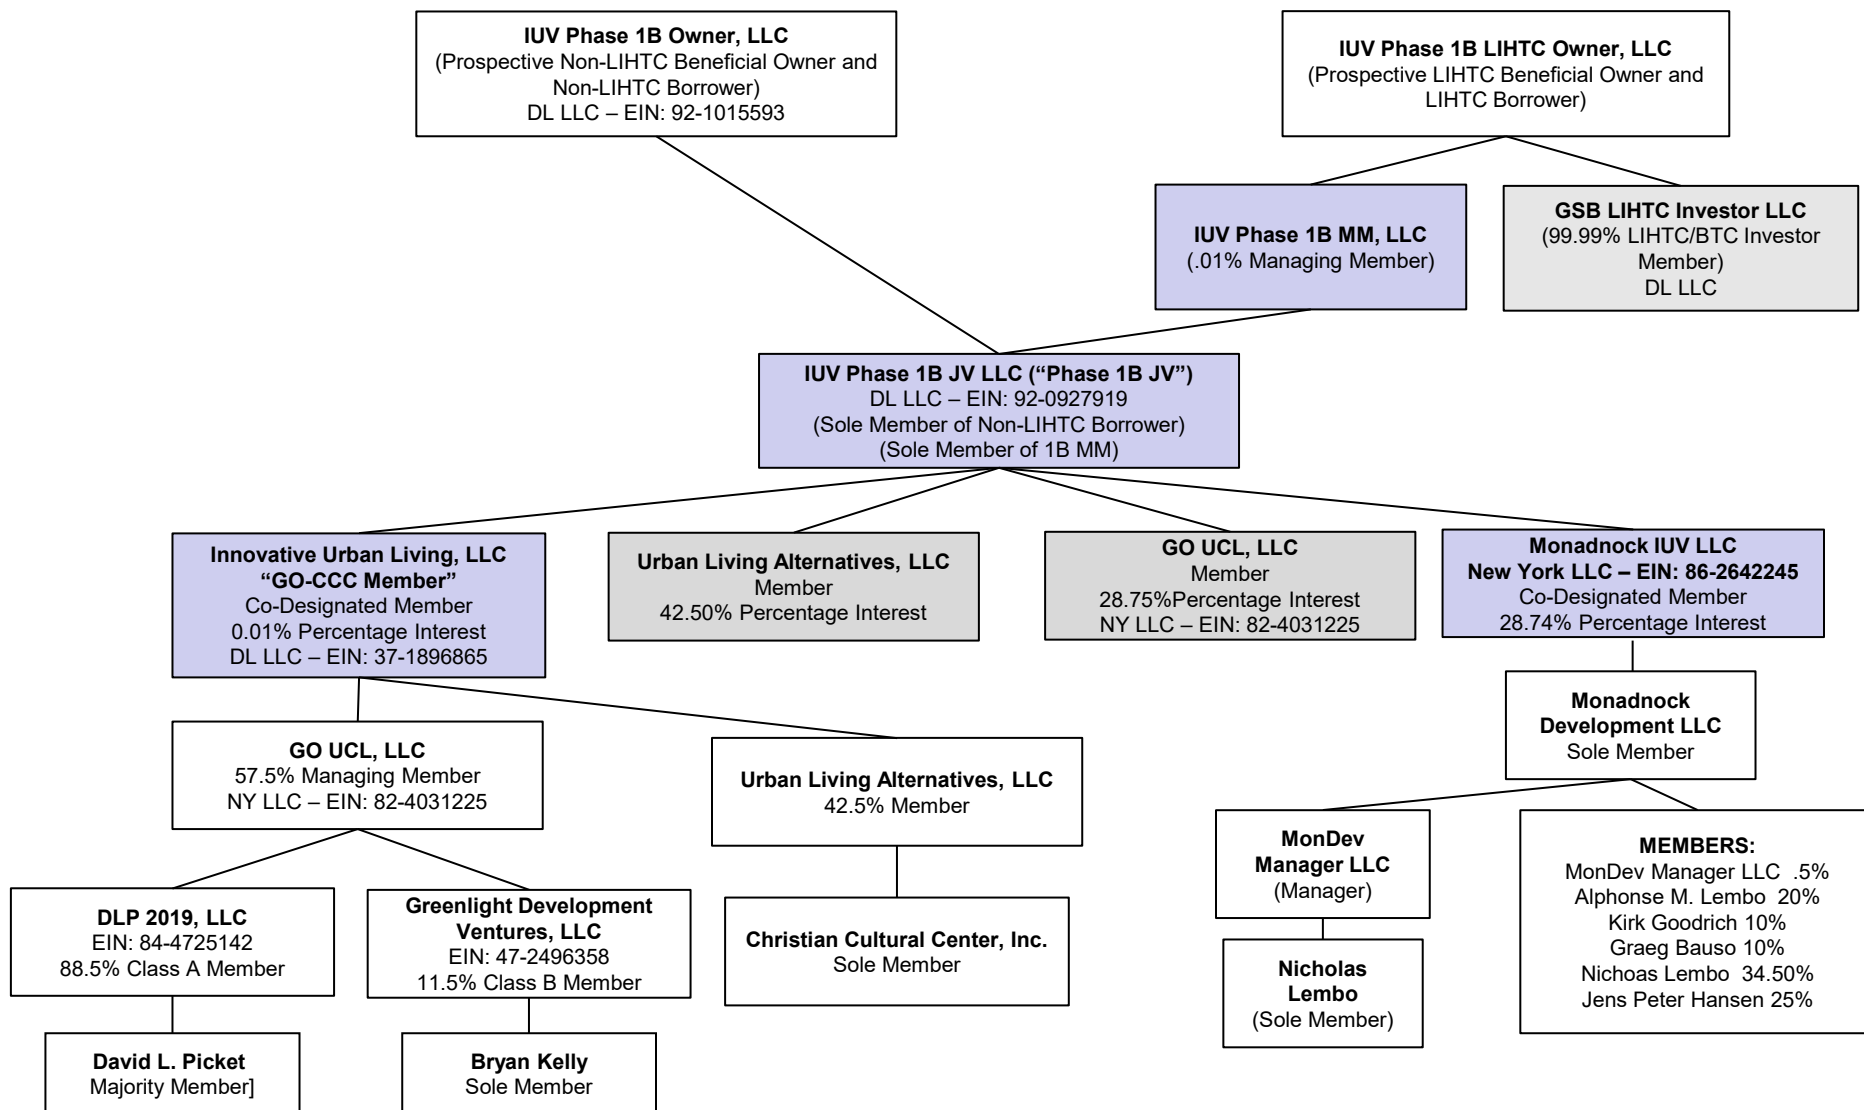 IUV Phase 1B Owner, LLC
(Prospective Non-LIHTC Beneficial Owner and
Non-LIHTC Borrower)
DL LLC – EIN: 92-1015593
IUV Phase 1B LIHTC Owner, LLC
(Prospective LIHTC Beneficial Owner and
LIHTC Borrower)
IUV Phase 1B MM, LLC
(.01% Managing Member)
GSB LIHTC Investor LLC
(99.99% LIHTC/BTC Investor
Member)
DL LLC
IUV Phase 1B JV LLC (“Phase 1B JV”)
DL LLC – EIN: 92-0927919
(Sole Member of Non-LIHTC Borrower)
(Sole Member of 1B MM)
Innovative Urban Living, LLC
“GO-CCC Member”
Co-Designated Member
0.01% Percentage Interest
DL LLC – EIN: 37-1896865
Urban Living Alternatives, LLC
Member
42.50% Percentage Interest
GO UCL, LLC
Member
28.75%Percentage Interest
NY LLC – EIN: 82-4031225
Monadnock IUV LLC
New York LLC – EIN: 86-2642245
Co-Designated Member
28.74% Percentage Interest
GO UCL, LLC
57.5% Managing Member
NY LLC – EIN: 82-4031225
Urban Living Alternatives, LLC
42.5% Member
Monadnock
Development LLC
Sole Member
DLP 2019, LLC
EIN: 84-4725142
88.5% Class A Member
Greenlight Development
Ventures, LLC
EIN: 47-2496358
11.5% Class B Member
Christian Cultural Center, Inc.
Sole Member
MonDev
Manager LLC
(Manager)
MEMBERS:
MonDev Manager LLC .5%
Alphonse M. Lembo 20%
Kirk Goodrich 10%
Graeg Bauso 10%
Nichoas Lembo 34.50%
Jens Peter Hansen 25%
David L. Picket
Majority Member]
Bryan Kelly
Sole Member
Nicholas
Lembo
(Sole Member)